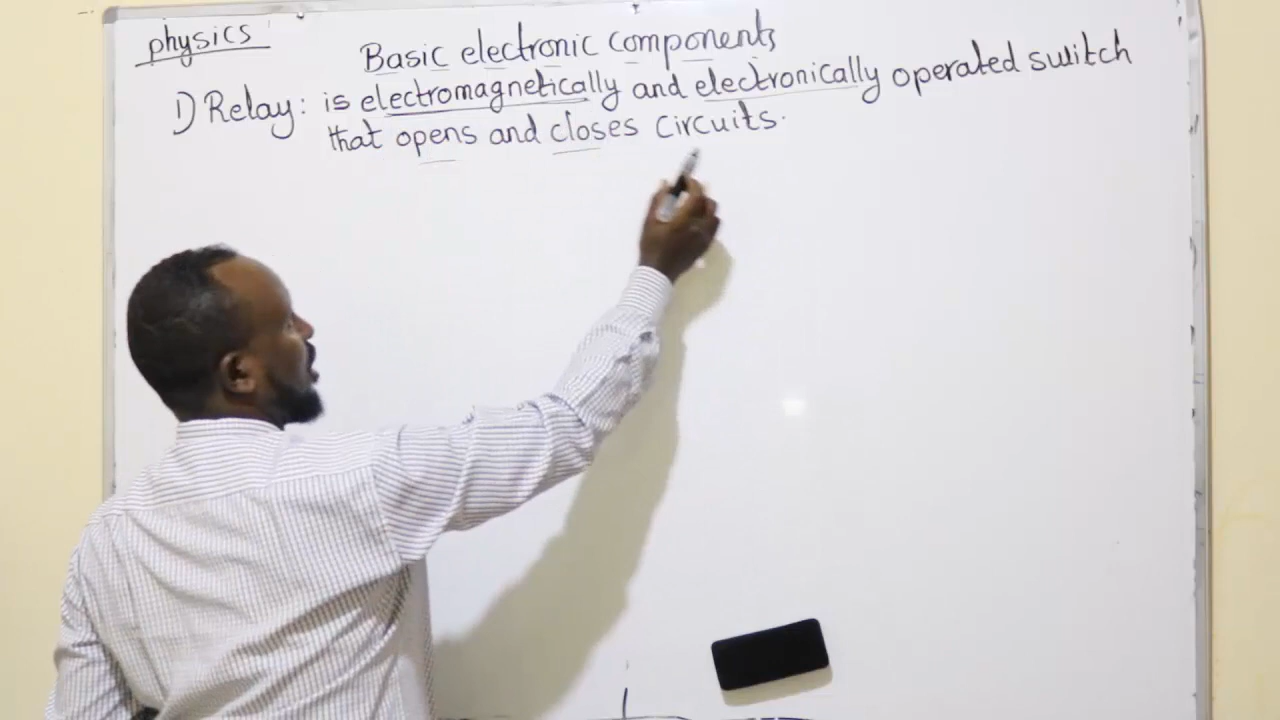 physics
Basic electronic components
1) Relay: is electromagnetically and electronically operated switch
that opens and closes circuits.